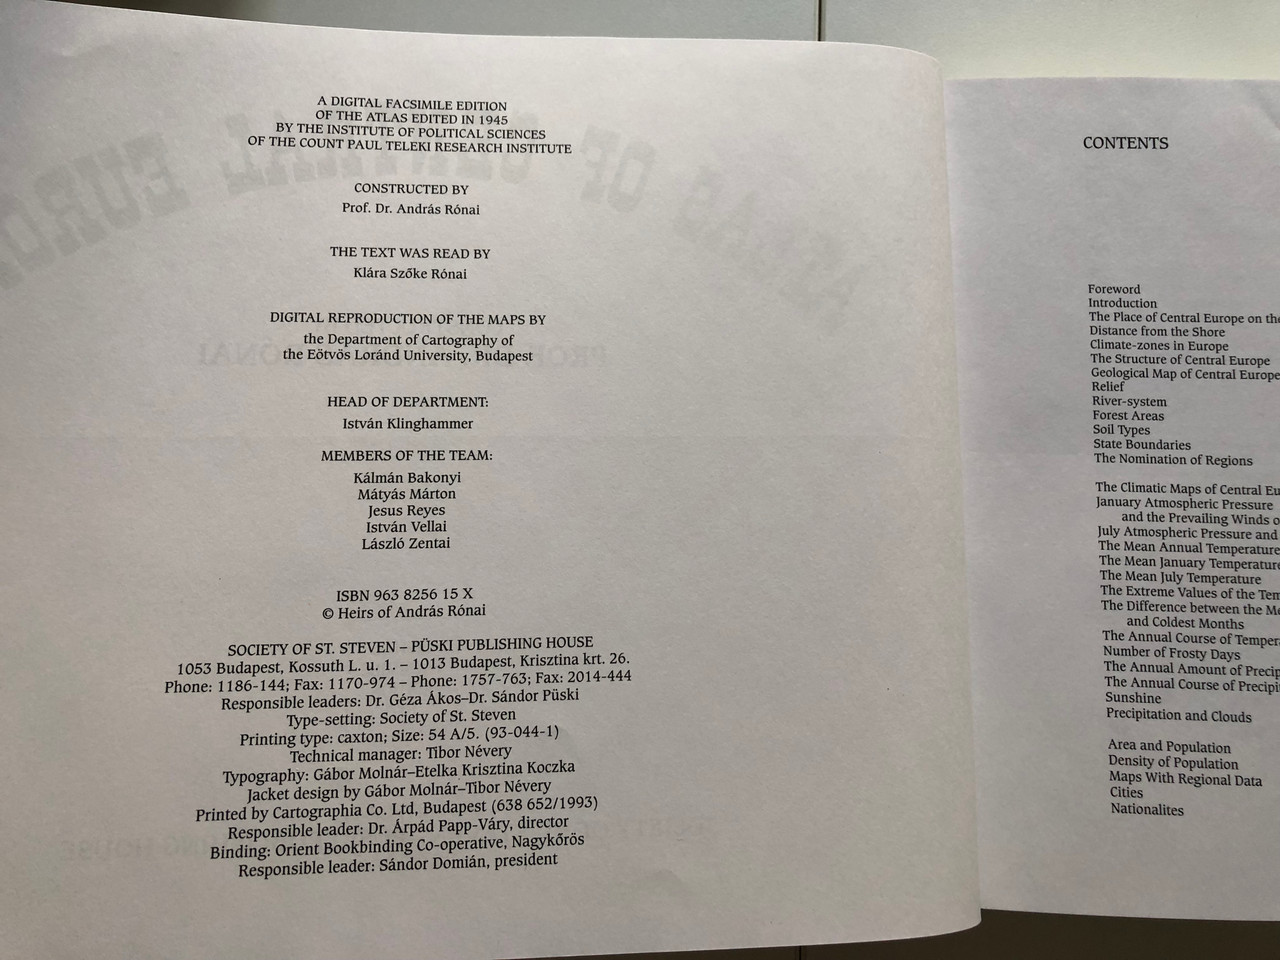 A DIGITAL FACSIMILE EDITION
OF THE ATLAS EDITED IN 1945
BY THE INSTITUTE OF POLITICAL SCIENCES
OF THE COUNT PAUL TELEKI RESEARCH INSTITUTE
CONSTRUCTED BY
Prof. Dr. András Rónai
THE TEXT WAS READ BY
Klára Szőke Rónai
DIGITAL REPRODUCTION OF THE MAPS BY
the Department of Cartography of
the Eötvös Loránd University, Budapest
HEAD OF DEPARTMENT:
István Klinghammer
MEMBERS OF THE TEAM:
Kálmán Bakonyi
Mátyás Márton
Jesus Reyes
István Vellai
László Zentai
ISBN 963 8256 15 X
© Heirs of András Rónai
SOCIETY OF ST. STEVEN – PÜSKI PUBLISHING HOUSE
1053 Budapest, Kossuth L. u. 1. – 1013 Budapest, Krisztina krt. 26.
Phone: 1186-144; Fax: 1170-974 – Phone: 1757-763; Fax: 2014-444
Responsible leaders: Dr. Géza Ákos–Dr. Sándor Püski
Type-setting: Society of St. Steven
Printing type: caxton; Size: 54 A/5. (93-044-1)
Technical manager: Tibor Névery
Typography: Gábor Molnár–Etelka Krisztina Koczka
Jacket design by Gábor Molnár–Tibor Névery
Printed by Cartographia Co. Ltd, Budapest (638 652/1993)
Responsible leader: Dr. Árpád Papp-Váry, director
Binding: Orient Bookbinding Co-operative, Nagykőrös
Responsible leader: Sándor Domián, president
CONTENTS
Foreword
Introduction
The Place of Central Europe on the
Distance from the Shore
Climate-zones in Europe
The Structure of Central Europe
Geological Map of Central Europe
Relief
River-system
Forest Areas
Soil Types
State Boundaries
The Nomination of Regions
The Climatic Maps of Central Eu
January Atmospheric Pressure
and the Prevailing Winds o
July Atmospheric Pressure and
The Mean Annual Temperature
The Mean January Temperature
The Mean July Temperature
The Extreme Values of the Tem
The Difference between the Me
and Coldest Months
The Annual Course of Temper
Number of Frosty Days
The Annual Amount of Precip
The Annual Course of Precipi
Sunshine
Precipitation and Clouds
Area and Population
Density of Population
Maps With Regional Data
Cities
Nationalites